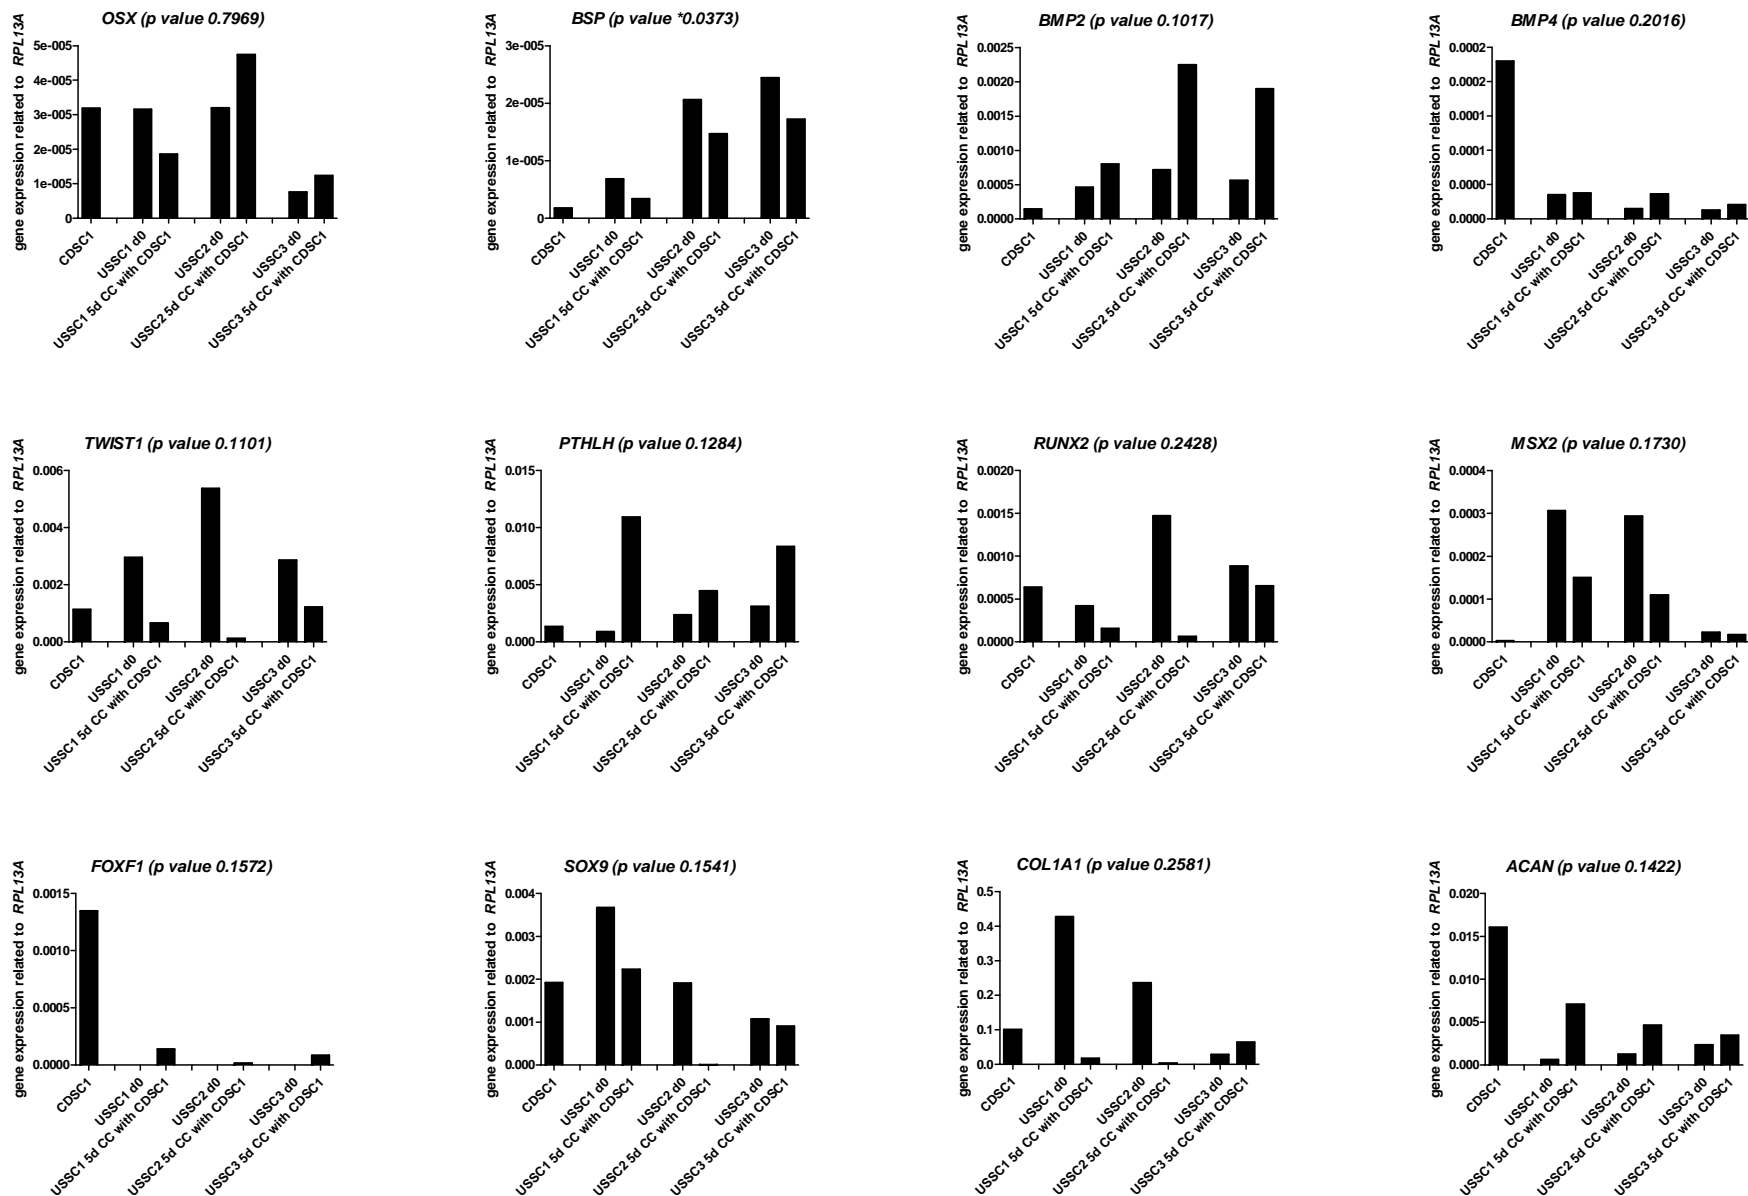 OSX (p value 0.7969)
gene expression related to RPL13A
5e-005
4e-005
3e-005
2e-005
1e-005
0
CDSC1
USSC1 d0
USSC1 5d CC with CDSC1
USSC2 d0
USSC2 5d CC with CDSC1
USSC3 d0
USSC3 5d CC with CDSC1
BSP (p value *0.0373)
gene expression related to RPL13A
3e-005
2e-005
1e-005
0
CDSC1
USSC1 d0
USSC1 5d CC with CDSC1
USSC2 d0
USSC2 5d CC with CDSC1
USSC3 d0
USSC3 5d CC with CDSC1
BMP2 (p value 0.1017)
gene expression related to RPL13A
0.0025
0.0020
0.0015
0.0010
0.0005
0.0000
CDSC1
USSC1 d0
USSC1 5d CC with CDSC1
USSC2 d0
USSC2 5d CC with CDSC1
USSC3 d0
USSC3 5d CC with CDSC1
BMP4 (p value 0.2016)
gene expression related to RPL13A
0.0002
0.0002
0.0001
0.0001
0.0000
0.0000
CDSC1
USSC1 d0
USSC1 5d CC with CDSC1
USSC2 d0
USSC2 5d CC with CDSC1
USSC3 d0
USSC3 5d CC with CDSC1
TWIST1 (p value 0.1101)
gene expression related to RPL13A
0.006
0.004
0.002
0.000
CDSC1
USSC1 d0
USSC1 5d CC with CDSC1
USSC2 d0
USSC2 5d CC with CDSC1
USSC3 d0
USSC3 5d CC with CDSC1
PTHLH (p value 0.1284)
gene expression related to RPL13A
0.015
0.010
0.005
0.000
CDSC1
USSC1 d0
USSC1 5d CC with CDSC1
USSC2 d0
USSC2 5d CC with CDSC1
USSC3 d0
USSC3 5d CC with CDSC1
RUNX2 (p value 0.2428)
gene expression related to RPL13A
0.0020
0.0015
0.0010
0.0005
0.0000
CDSC1
USSC1 d0
USSC1 5d CC with CDSC1
USSC2 d0
USSC2 5d CC with CDSC1
USSC3 d0
USSC3 5d CC with CDSC1
MSX2 (p value 0.1730)
gene expression related to RPL13A
0.0004
0.0003
0.0002
0.0001
0.0000
CDSC1
USSC1 d0
USSC1 5d CC with CDSC1
USSC2 d0
USSC2 5d CC with CDSC1
USSC3 d0
USSC3 5d CC with CDSC1
FOXF1 (p value 0.1572)
gene expression related to RPL13A
0.0015
0.0010
0.0005
0.0000
CDSC1
USSC1 d0
USSC1 5d CC with CDSC1
USSC2 d0
USSC2 5d CC with CDSC1
USSC3 d0
USSC3 5d CC with CDSC1
SOX9 (p value 0.1541)
gene expression related to RPL13A
0.004
0.003
0.002
0.001
0.000
CDSC1
USSC1 d0
USSC1 5d CC with CDSC1
USSC2 d0
USSC2 5d CC with CDSC1
USSC3 d0
USSC3 5d CC with CDSC1
COL1A1 (p value 0.2581)
gene expression related to RPL13A
0.5
0.4
0.3
0.2
0.1
0.0
CDSC1
USSC1 d0
USSC1 5d CC with CDSC1
USSC2 d0
USSC2 5d CC with CDSC1
USSC3 d0
USSC3 5d CC with CDSC1
ACAN (p value 0.1422)
gene expression related to RPL13A
0.020
0.015
0.010
0.005
0.000
CDSC1
USSC1 d0
USSC1 5d CC with CDSC1
USSC2 d0
USSC2 5d CC with CDSC1
USSC3 d0
USSC3 5d CC with CDSC1